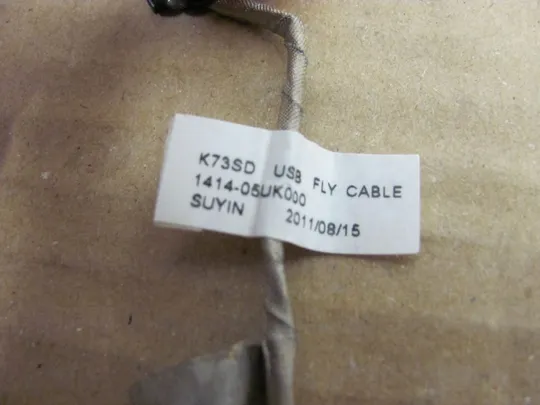 K73SD USB FLY CABLE
1414-05UK000
SUYIN 2011/08/15